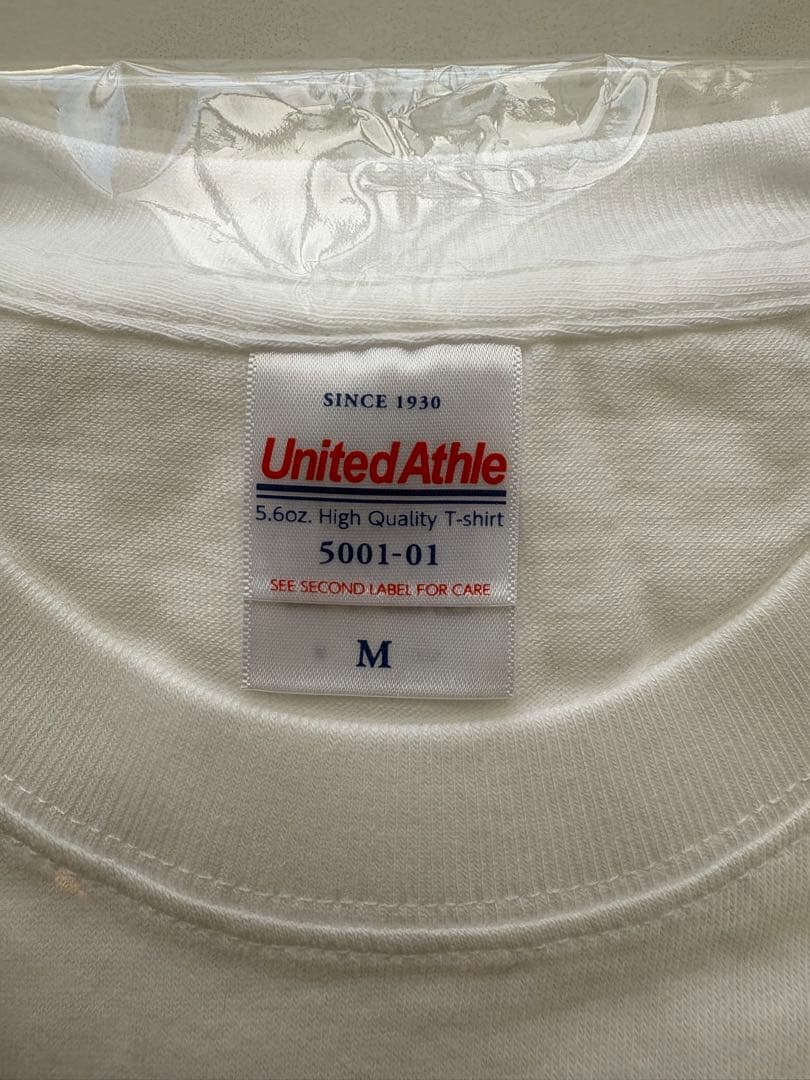 SINCE 1930
United Athle
5.6oz. High Quality T-shirt
5001-01
SEE SECOND LABEL FOR CARE
M